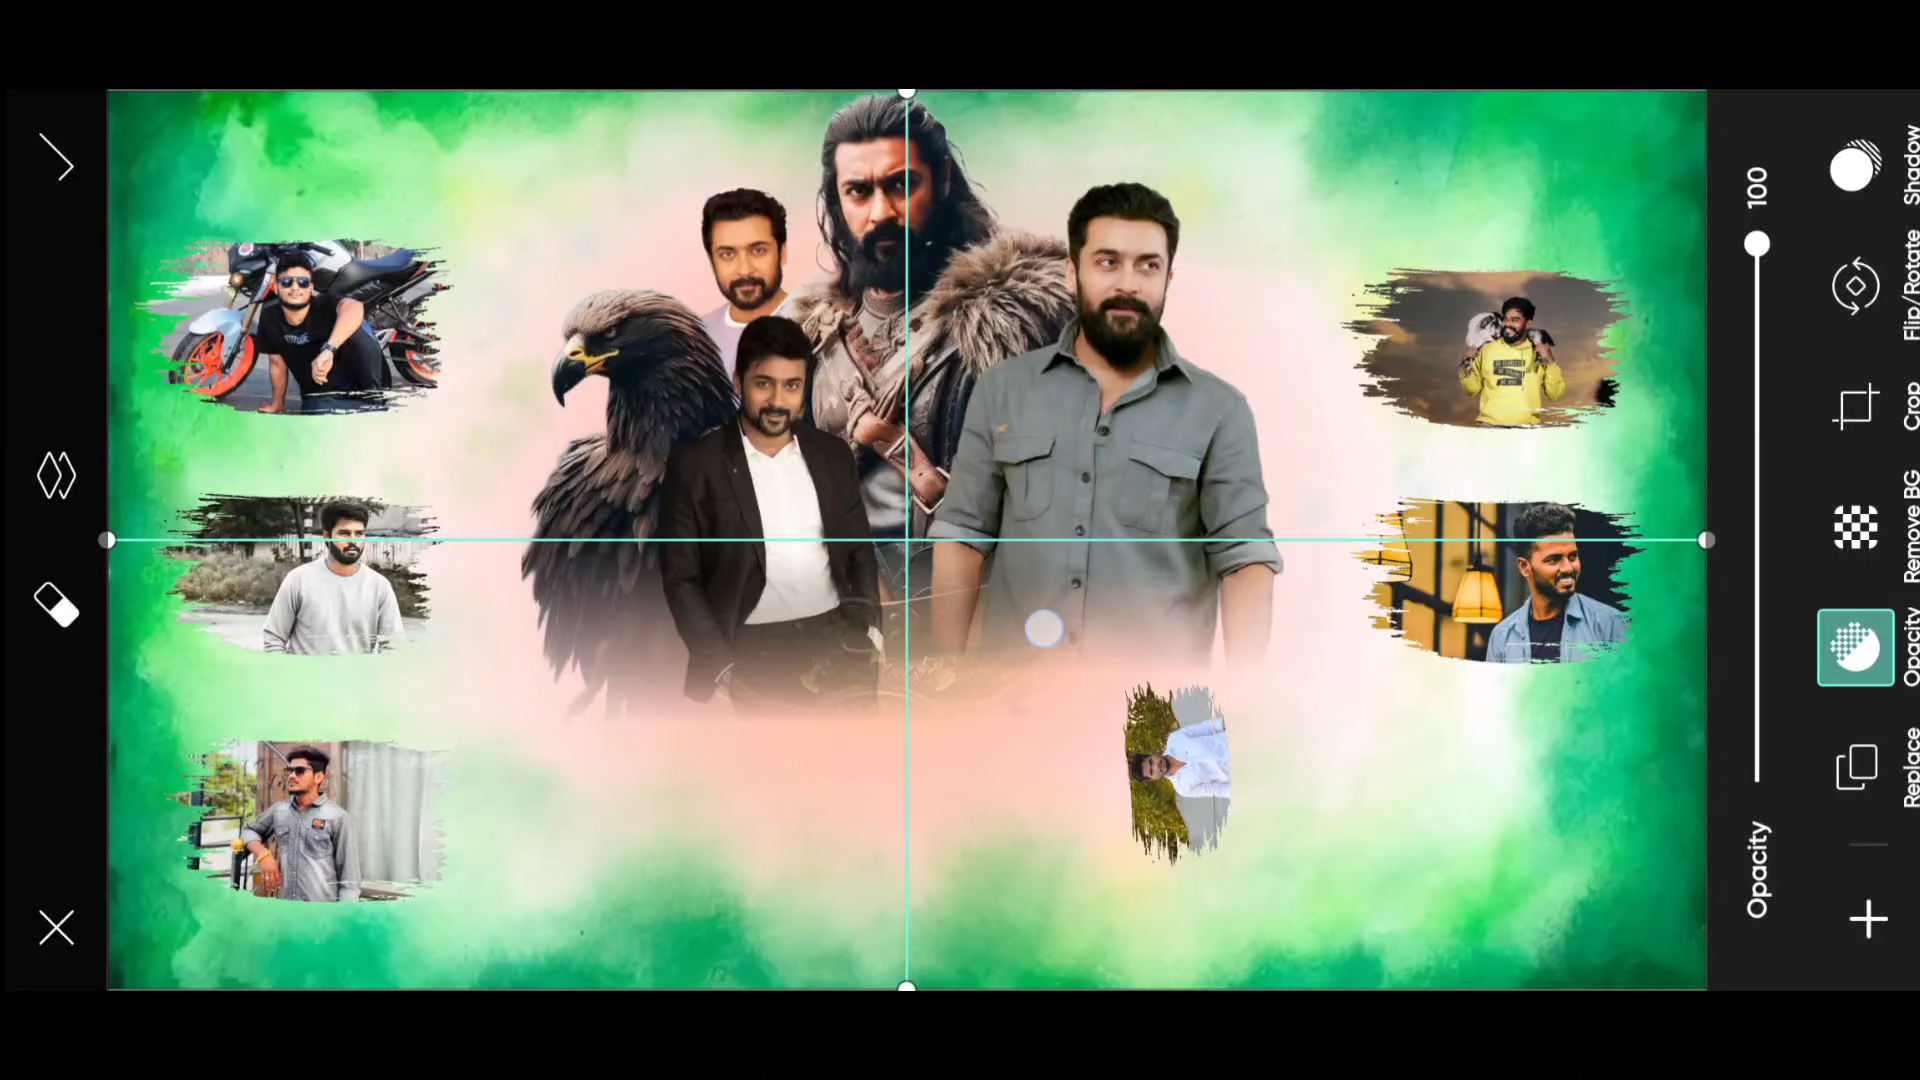 Shadow
Flip/Rotate
Crop
Remove BG
Opacity
Replace
100
Opacity